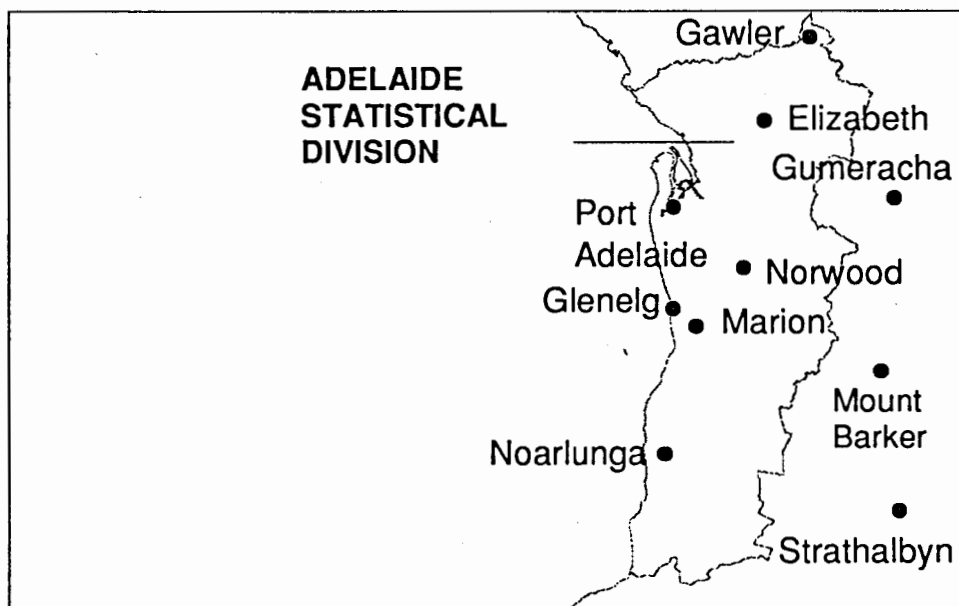 Gawler
ADELAIDE
STATISTICAL
DIVISION
Elizabeth
Gumeracha
Port
Adelaide
Norwood
Glenelg
Marion
Mount
Barker
Noarlunga
Strathalbyn